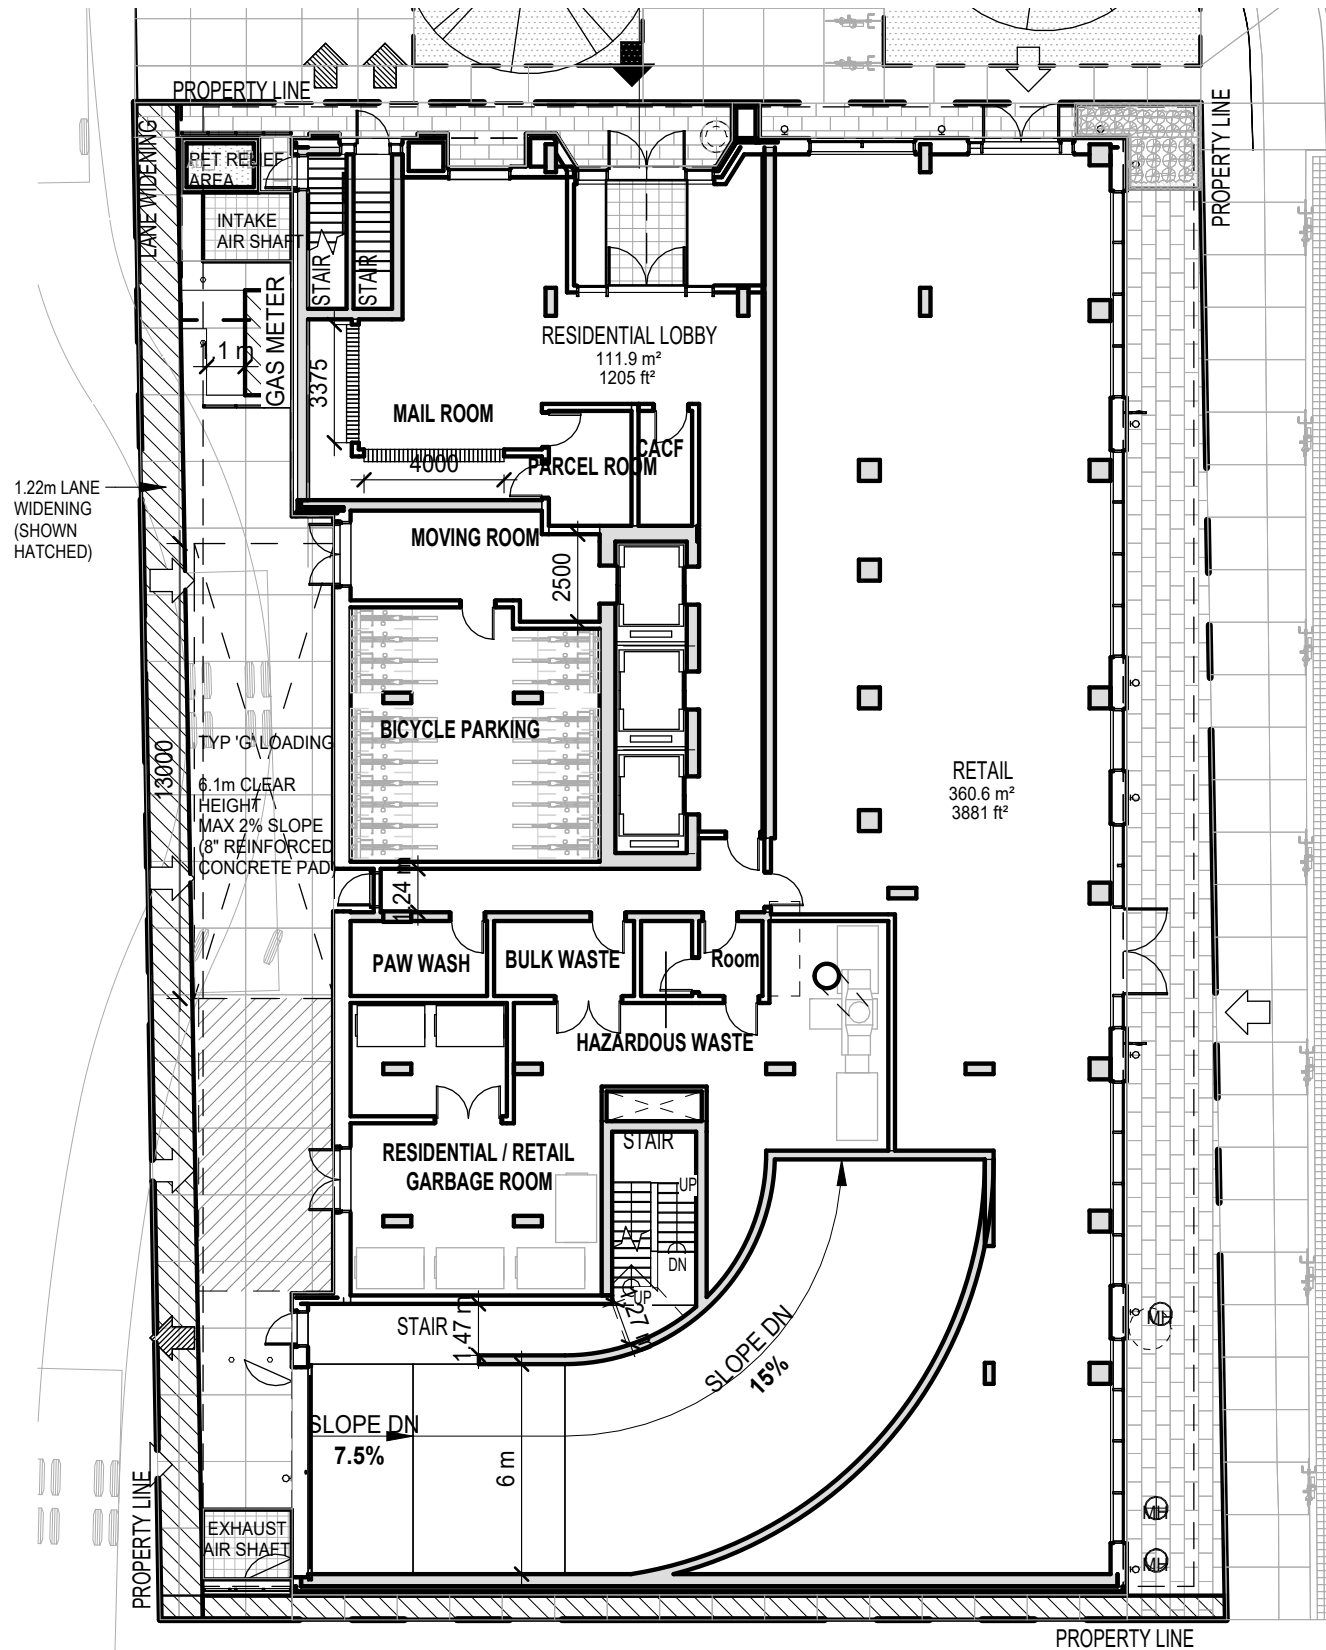 PROPERTY LINE
LANE WIDENING
PROPERTY LINE
PET RELIEF
AREA
INTAKE
AIR SHAFT
STAIR
STAIR
GAS METER
1.1 m
3375
RESIDENTIAL LOBBY
111.9 m²
1205 ft²
MAIL ROOM
CACF
4000
PARCEL ROOM
1.22m LANE
WIDENING
(SHOWN
HATCHED)
MOVING ROOM
2500
BICYCLE PARKING
13000
TYP 'G' LOADING
6.1m CLEAR
HEIGHT
MAX 2% SLOPE
(8" REINFORCED
CONCRETE PAD)
RETAIL
360.6 m²
3881 ft²
1.24 m
PAW WASH
BULK WASTE
Room
HAZARDOUS WASTE
RESIDENTIAL / RETAIL
GARBAGE ROOM
STAIR
UP
DN
UP
STAIR
1.47 m
SLOPE DN
15%
SLOPE DN
7.5%
6 m
MH
MH
MH
EXHAUST
AIR SHAFT
PROPERTY LINE
PROPERTY LINE